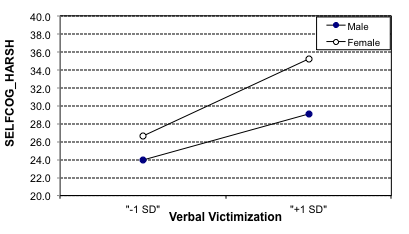 40.0
38.0
36.0
34.0
32.0
30.0
28.0
26.0
24.0
22.0
20.0
SELFCOG_HARSH
Male
Female
"-1 SD" "+1 SD"
Verbal Victimization